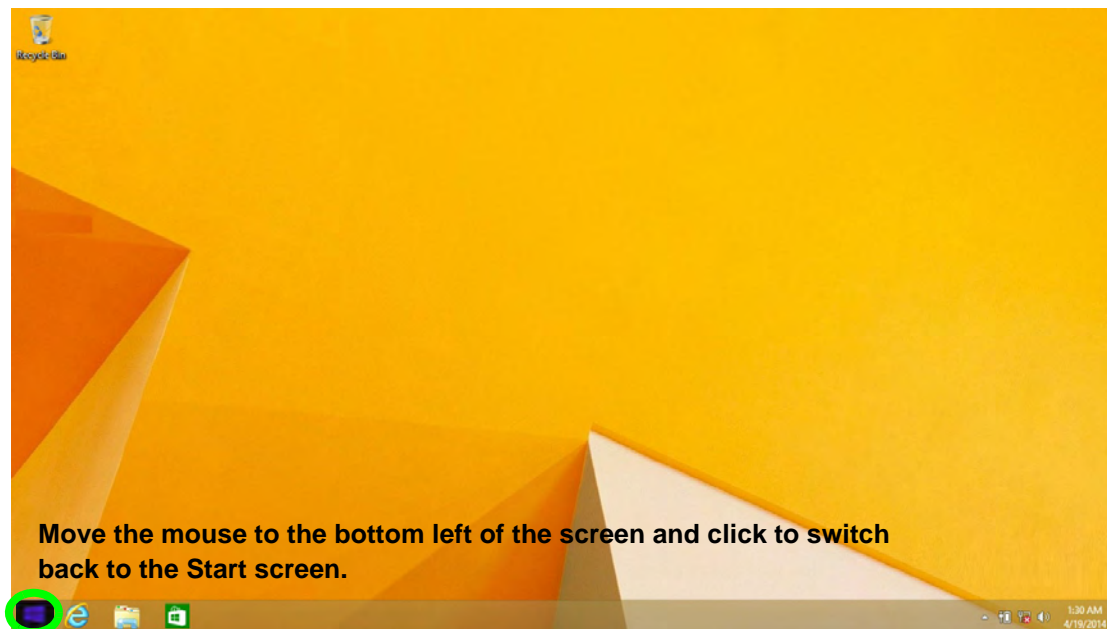 Recycle Bin
Move the mouse to the bottom left of the screen and click to switch
back to the Start screen.
1:30 AM
4/19/2014